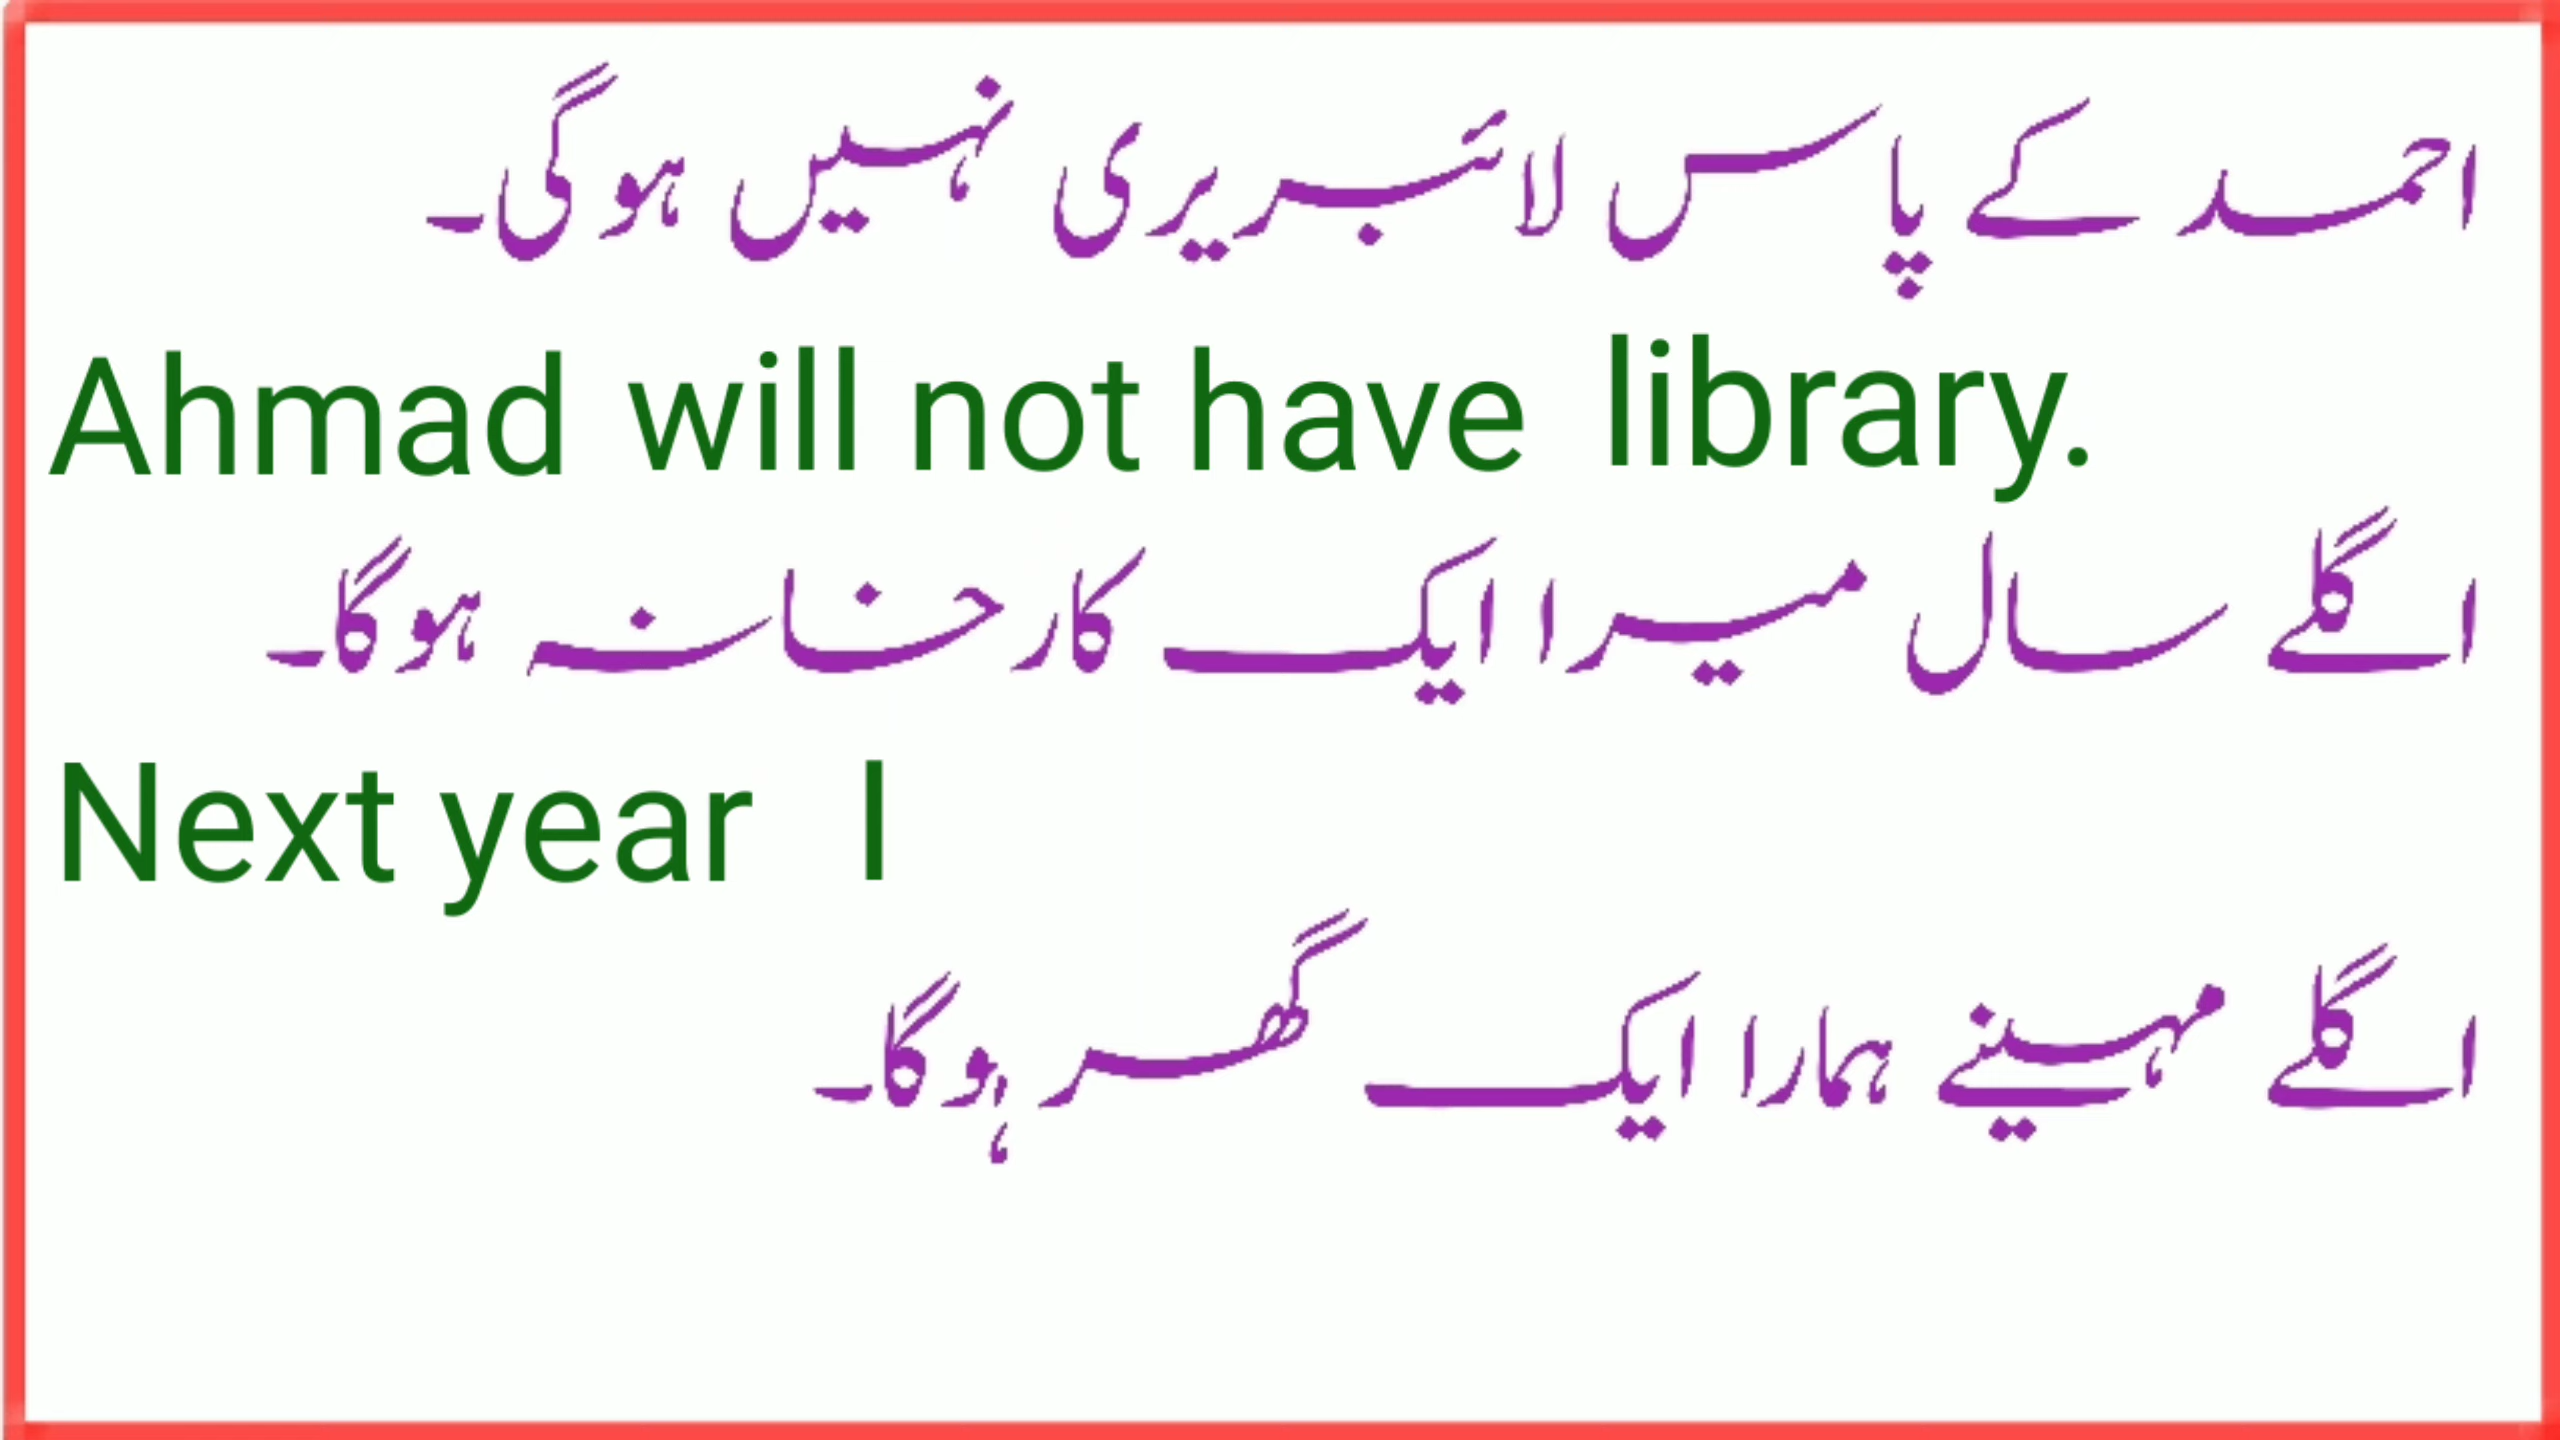 احمد کے پاس لائبریری نہیں ہوگی۔
Ahmad will not have library.
اگلے سال میرا ایک کارخانہ ہوگا۔
Next year I
اگلے مہینے ہمارا ایک گھر ہوگا۔